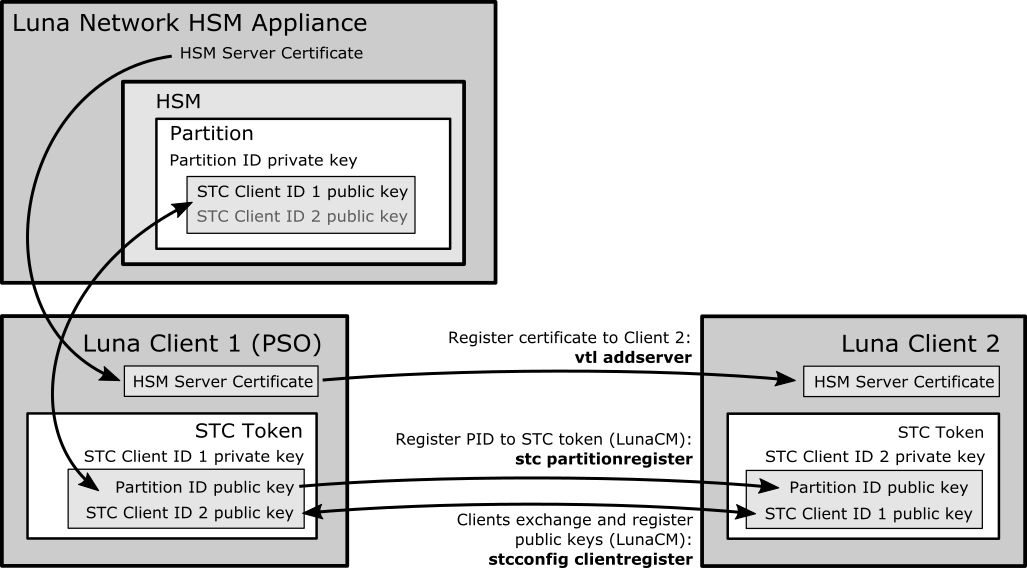 Luna Network HSM Appliance
HSM Server Certificate
HSM
Partition
Partition ID private key
STC Client ID 1 public key
STC Client ID 2 public key
Luna Client 1 (PSO)
HSM Server Certificate
STC Token
STC Client ID 1 private key
Partition ID public key
STC Client ID 2 public key
Register certificate to Client 2:
vtl addserver
Register PID to STC token (LunaCM):
stc partitionregister
Clients exchange and register
public keys (LunaCM):
stcconfig clientregister
Luna Client 2
HSM Server Certificate
STC Token
STC Client ID 2 private key
Partition ID public key
STC Client ID 1 public key